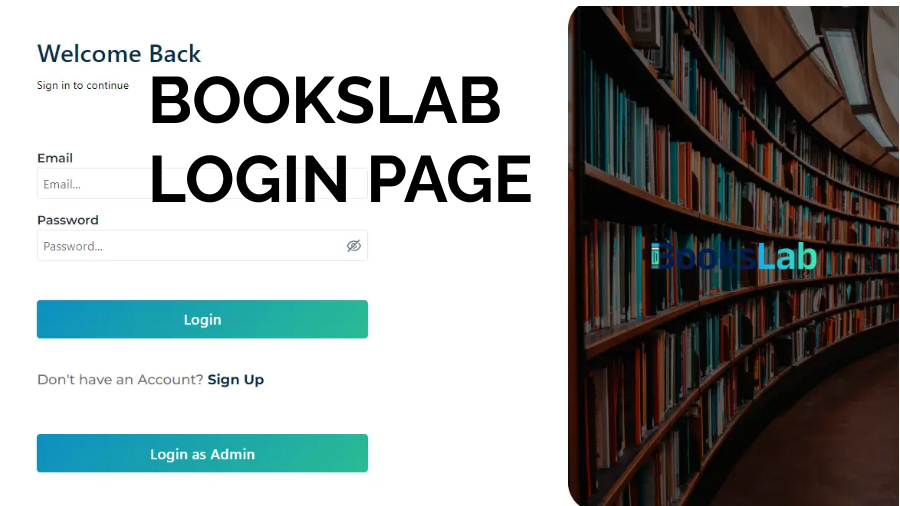 Welcome Back
Sign in to continue
BOOKSLAB
LOGIN PAGE
Email
Email...
Password
Password...
Login
Don't have an Account? Sign Up
Login as Admin
BooksLab